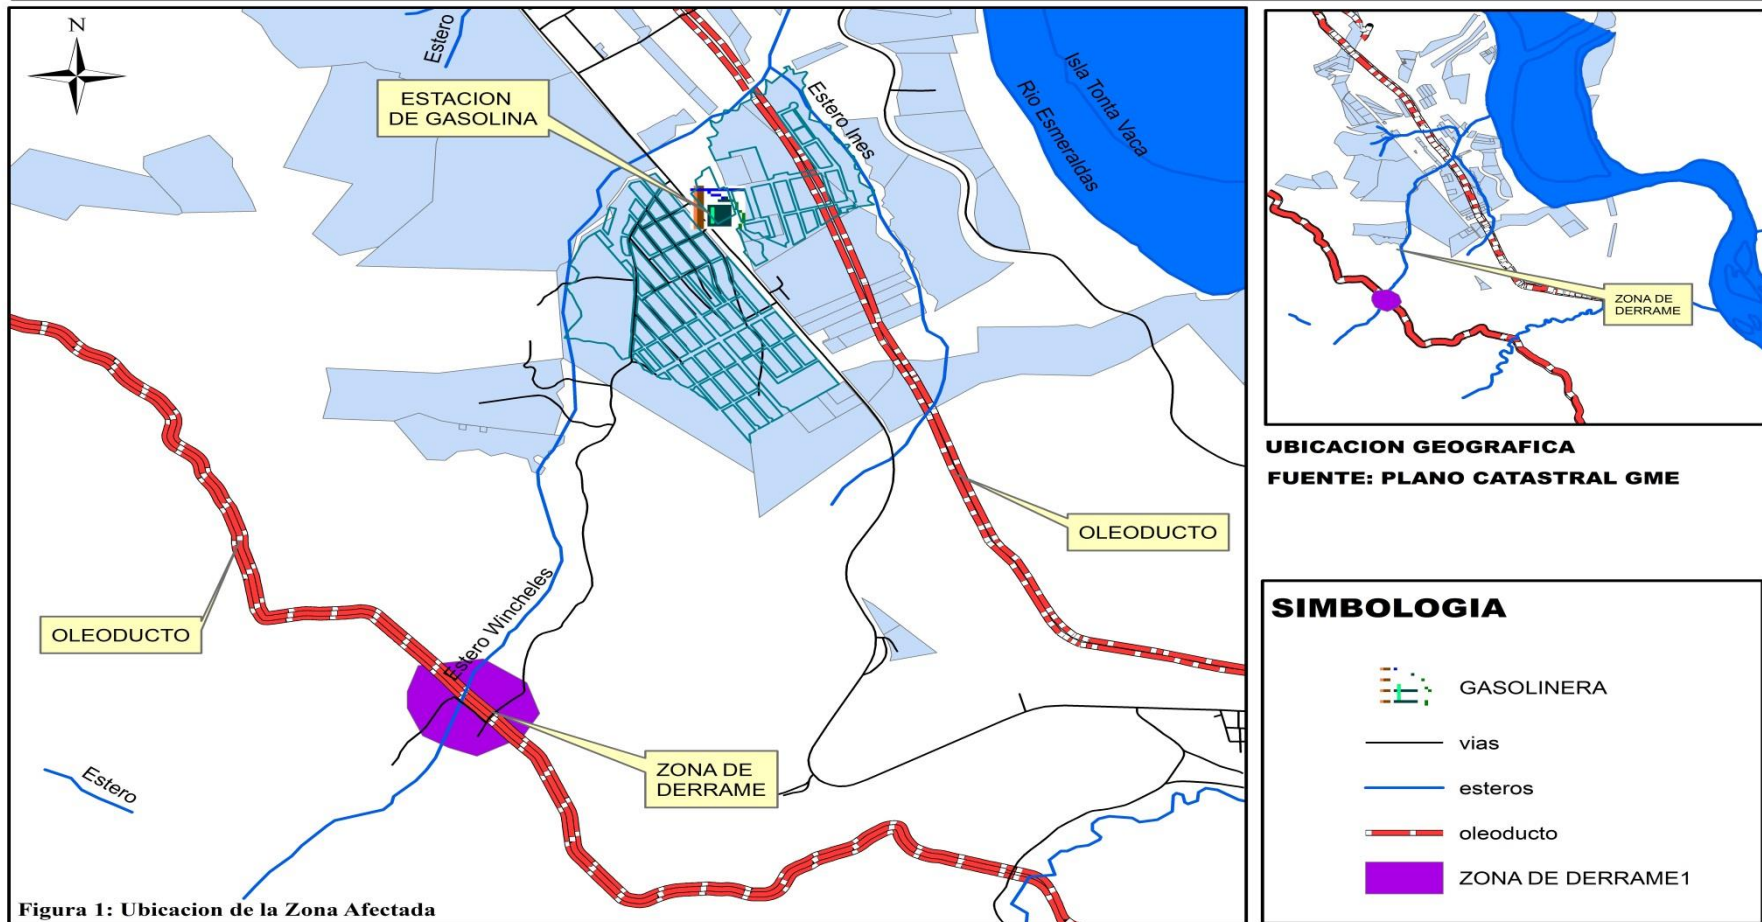 N
Estero
ESTACION
DE GASOLINA
Estero Ines
Isla Tonta Vaca
Rio Esmeraldas
OLEODUCTO
OLEODUCTO
Estero Wincheles
ZONA DE
DERRAME
Estero
Figura 1: Ubicacion de la Zona Afectada
ZONA DE
DERRAME
UBICACION GEOGRAFICA
FUENTE: PLANO CATASTRAL GME
SIMBOLOGIA
GASOLINERA
vias
esteros
oleoducto
ZONA DE DERRAME1